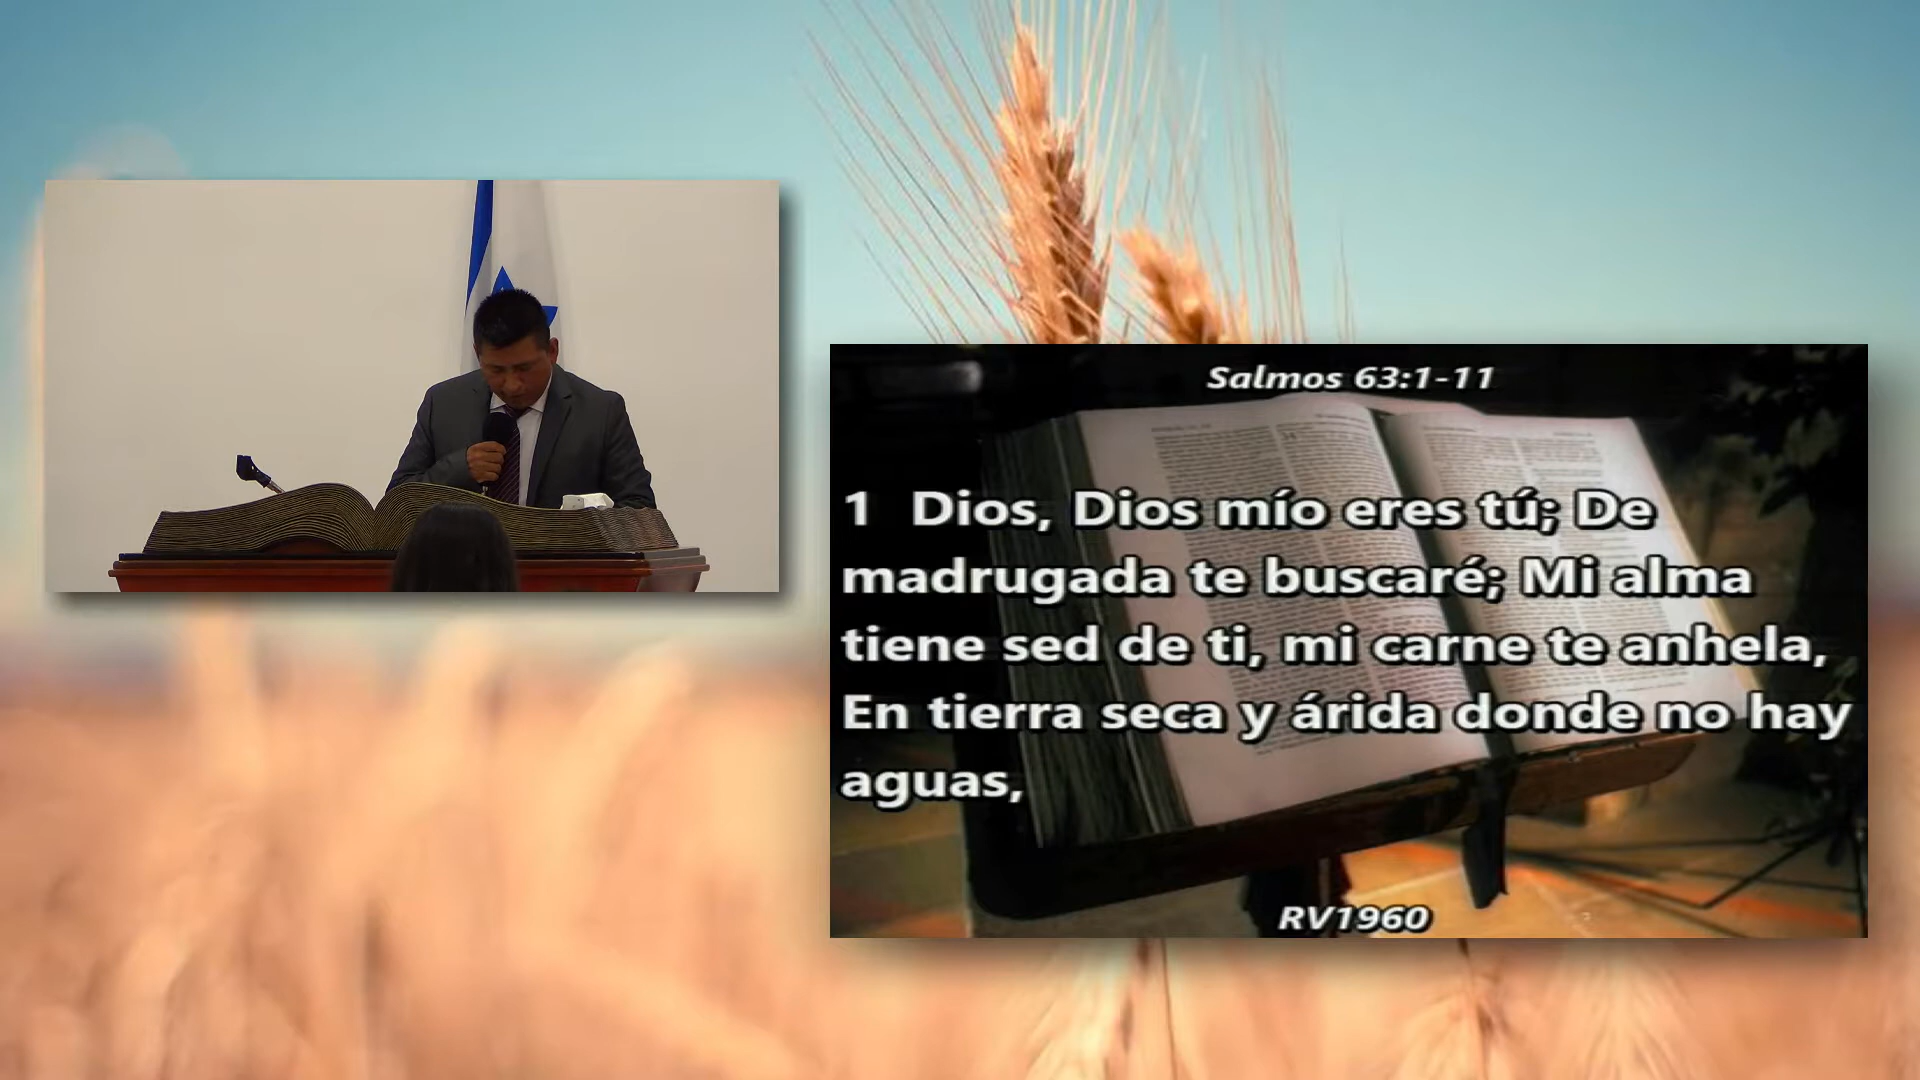 Salmos 63:1-11
1 Dios, Dios mío eres tú; De
madrugada te buscaré; Mi alma
tiene sed de ti, mi carne te anhela,
En tierra seca y árida donde no hay
aguas,
RV1960